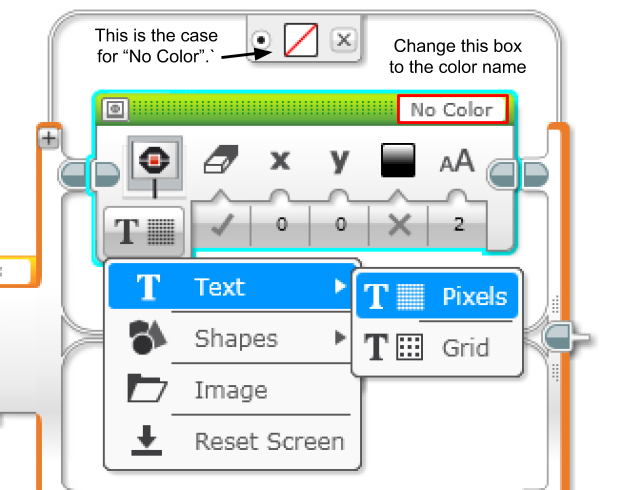 This is the case
for “No Color”.`
Change this box
to the color name
No Color
x
y
AA
T
0
0
2
T
Text
T
Pixels
Shapes
T
Grid
Image
Reset Screen